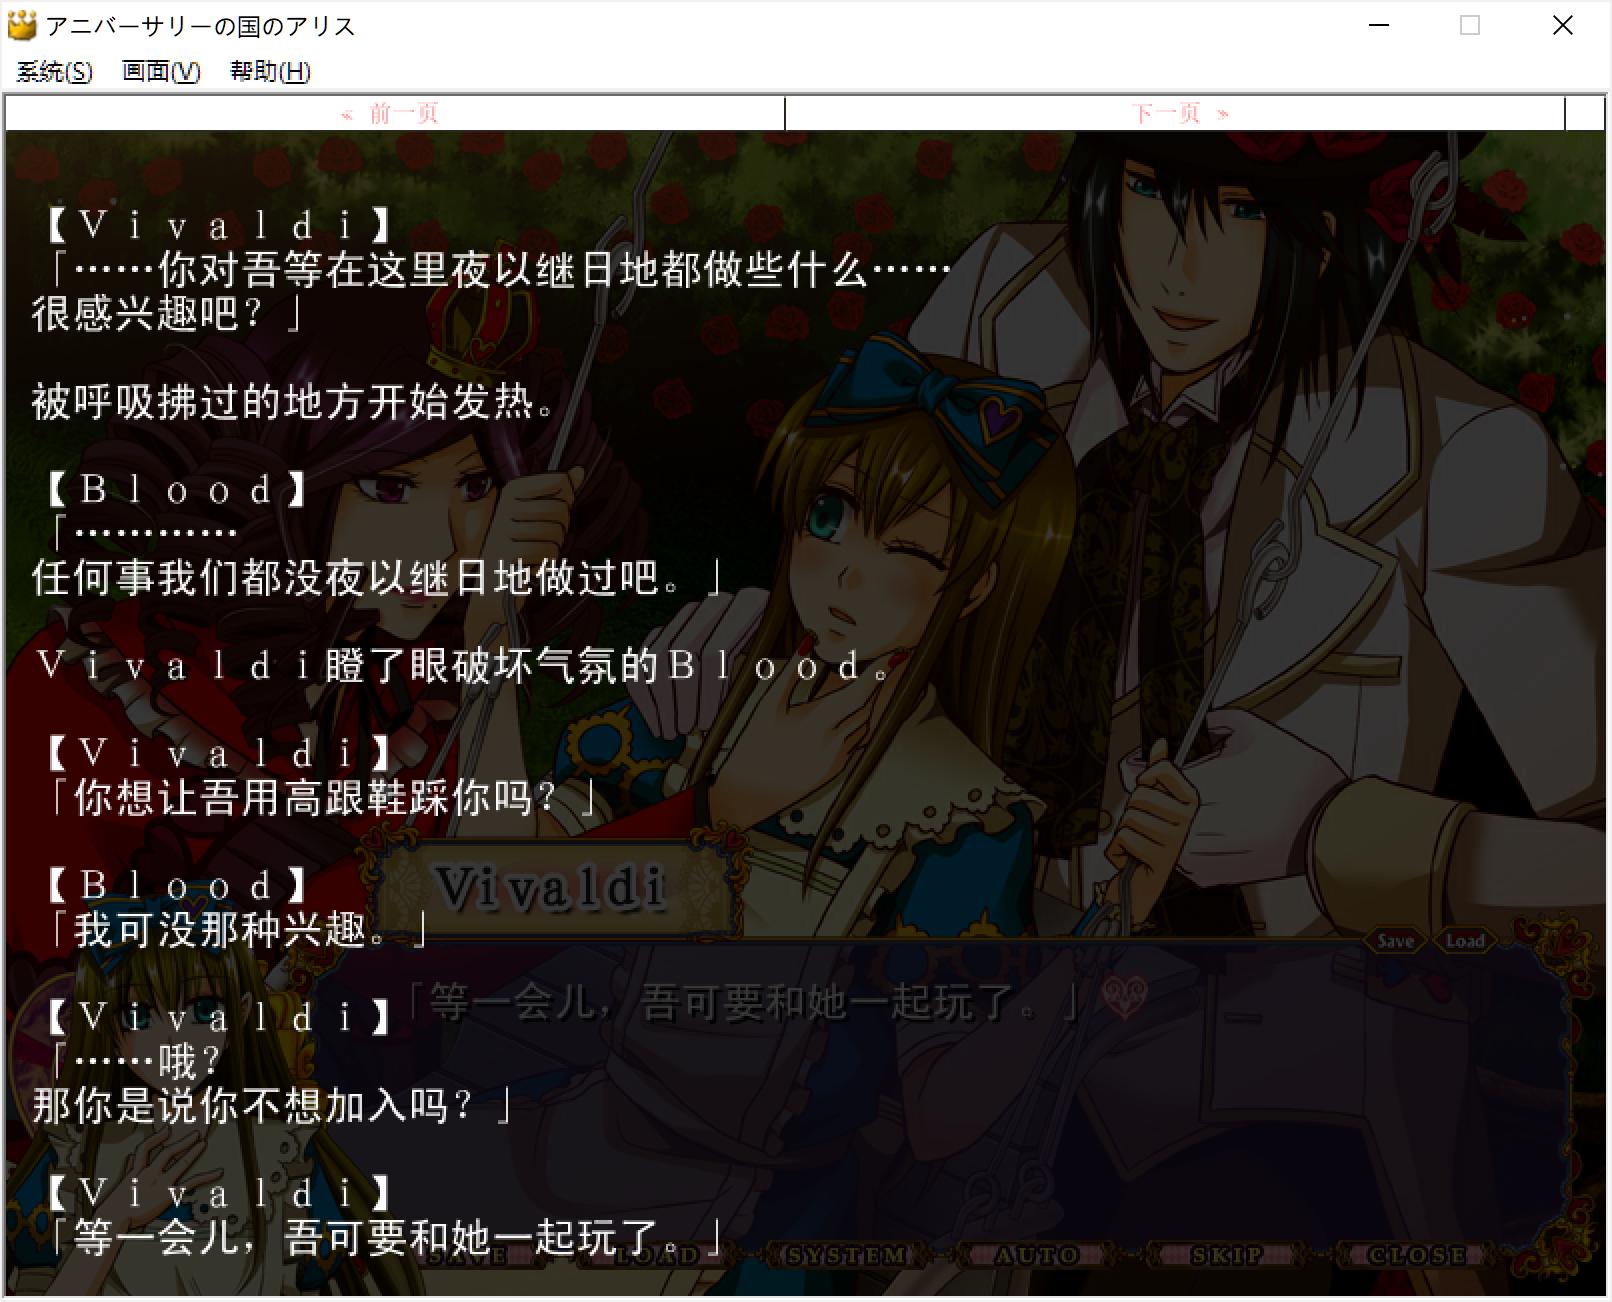 アニバーサリーの国のアリス
系统(S) 画面(V) 帮助(H)
« 前一页 下一页 »
【Vivaldi】
「……你对吾等在这里夜以继日地都做些什么……
很感兴趣吧？」
被呼吸拂过的地方开始发热。
【Blood】
「…………
任何事我们都没夜以继日地做过吧。」
Vivaldi瞪了眼破坏气氛的Blood。
【Vivaldi】
「你想让吾用高跟鞋踩你吗？」
【Blood】
「我可没那种兴趣。」
【Vivaldi】
「……哦？
那你是说你不想加入吗？」
【Vivaldi】
「等一会儿，吾可要和她一起玩了。」
Vivaldi
Save Load
「等一会儿，吾可要和她一起玩了。」
SAVE LOAD SYSTEM AUTO SKIP CLOSE